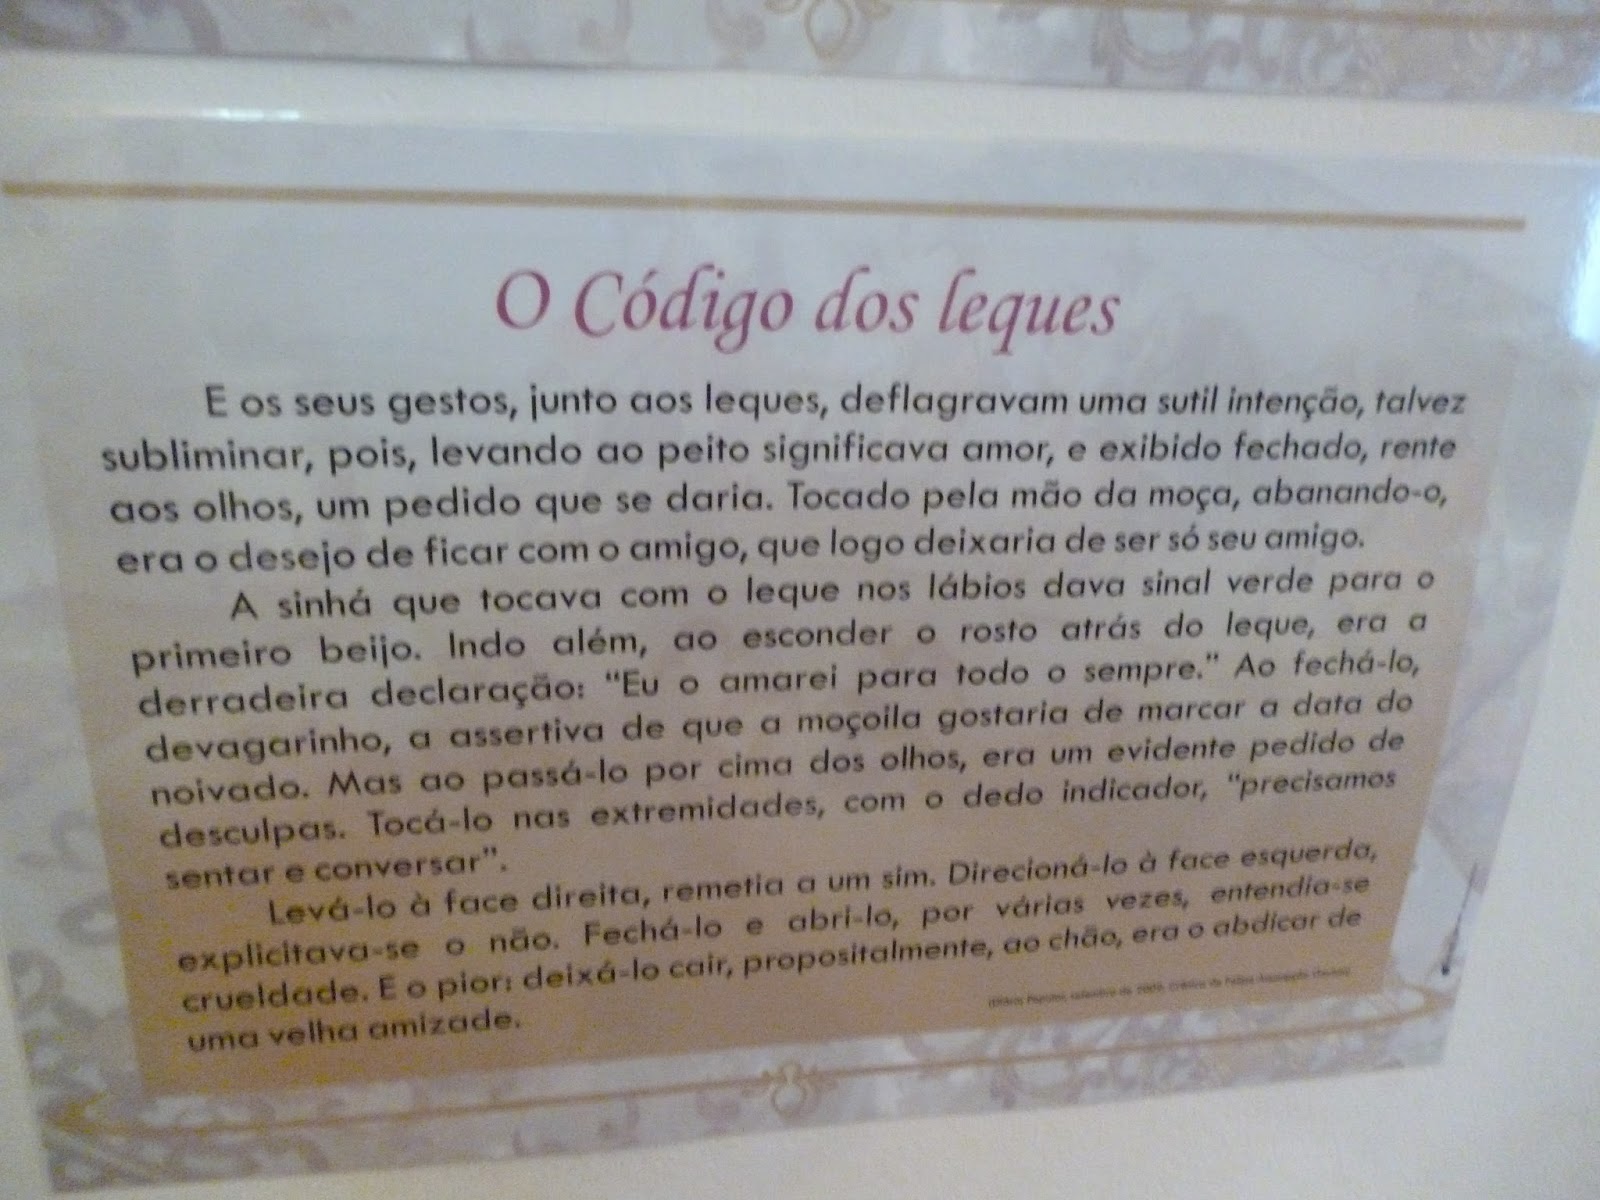 O Código dos leques
E os seus gestos, junto aos leques, deflagravam uma sutil intenção, talvez
subliminar, pois, levando ao peito significava amor, e exibido fechado, rente
aos olhos, um pedido que se daria. Tocado pela mão da moça, abanando-o,
era o desejo de ficar com o amigo, que logo deixaria de ser só seu amigo.
A sinhá que tocava com o leque nos lábios dava sinal verde para o
primeiro beijo. Indo além, ao esconder o rosto atrás do leque, era a
derradeira declaração: "Eu o amarei para todo o sempre." Ao fechá-lo,
devagarinho, a assertiva de que a moçoila gostaria de marcar a data do
noivado. Mas ao passá-lo por cima dos olhos, era um evidente pedido de
desculpas. Tocá-lo nas extremidades, com o dedo indicador, "precisamos
sentar e conversar".
Levá-lo à face direita, remetia a um sim. Direcioná-lo à face esquerda,
explicitava-se o não. Fechá-lo e abri-lo, por várias vezes, entendia-se
crueldade. E o pior: deixá-lo cair, propositalmente, ao chão, era o abdicar de
uma velha amizade.